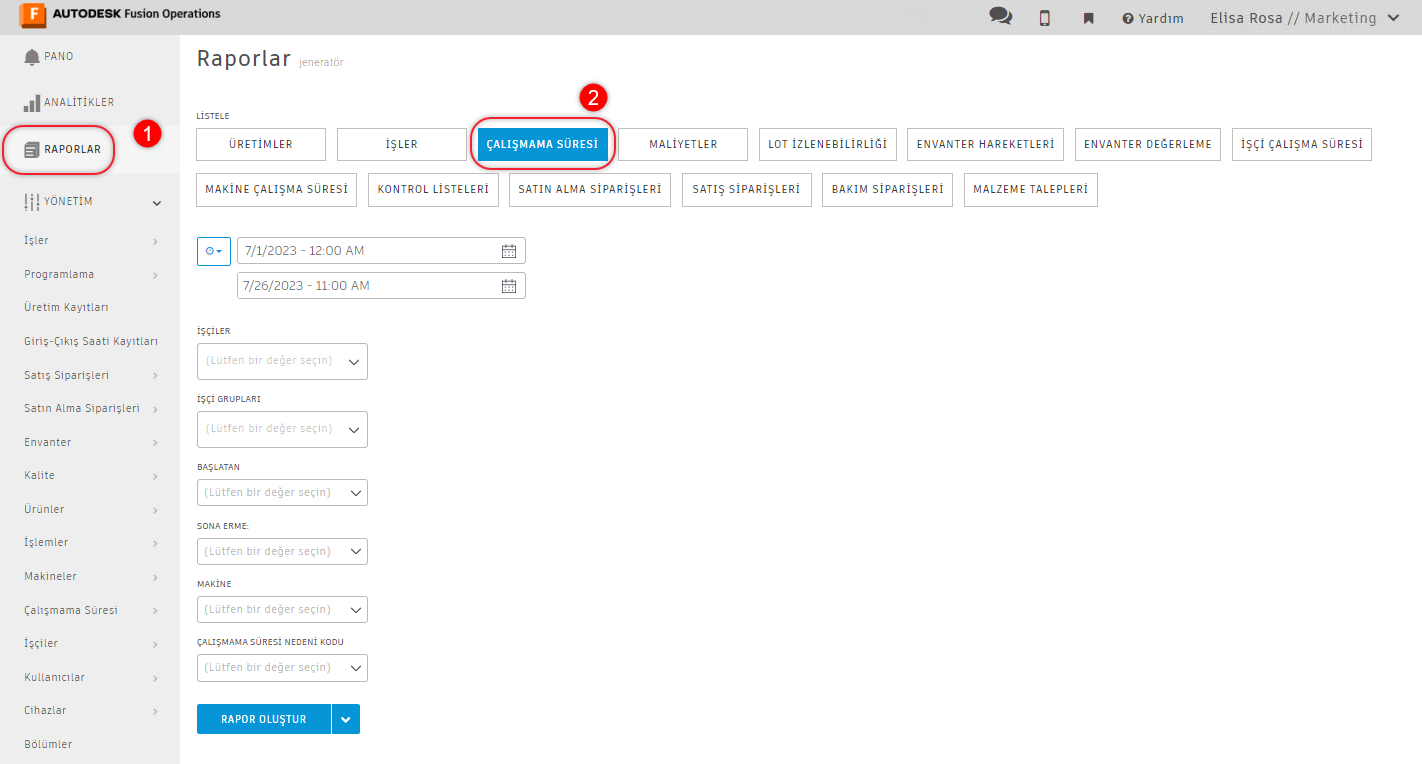 F AUTODESK Fusion Operations
Yardım
Elisa Rosa // Marketing
PANO
ANALİTİKLER
RAPORLAR
1
YÖNETİM
İşler
Programlama
Üretim Kayıtları
Giriş-Çıkış Saati Kayıtları
Satış Siparişleri
Satın Alma Siparişleri
Envanter
Kalite
Ürünler
İşlemler
Makineler
Çalışmama Süresi
İşçiler
Kullanıcılar
Cihazlar
Bölümler
Raporlar jeneratör
2
LİSTELE
ÜRETİMLER
İŞLER
ÇALIŞMAMA SÜRESİ
MALİYETLER
LOT İZLENEBİLİRLİĞİ
ENVANTER HAREKETLERİ
ENVANTER DEĞERLEME
İŞÇİ ÇALIŞMA SÜRESİ
MAKİNE ÇALIŞMA SÜRESİ
KONTROL LİSTELERİ
SATIN ALMA SİPARİŞLERİ
SATIŞ SİPARİŞLERİ
BAKIM SİPARİŞLERİ
MALZEME TALEPLERİ
7/1/2023 - 12:00 AM
7/26/2023 - 11:00 AM
İŞÇİLER
(Lütfen bir değer seçin)
İŞÇİ GRUPLARI
(Lütfen bir değer seçin)
BAŞLATAN
(Lütfen bir değer seçin)
SONA ERME:
(Lütfen bir değer seçin)
MAKİNE
(Lütfen bir değer seçin)
ÇALIŞMAMA SÜRESİ NEDENİ KODU
(Lütfen bir değer seçin)
RAPOR OLUŞTUR